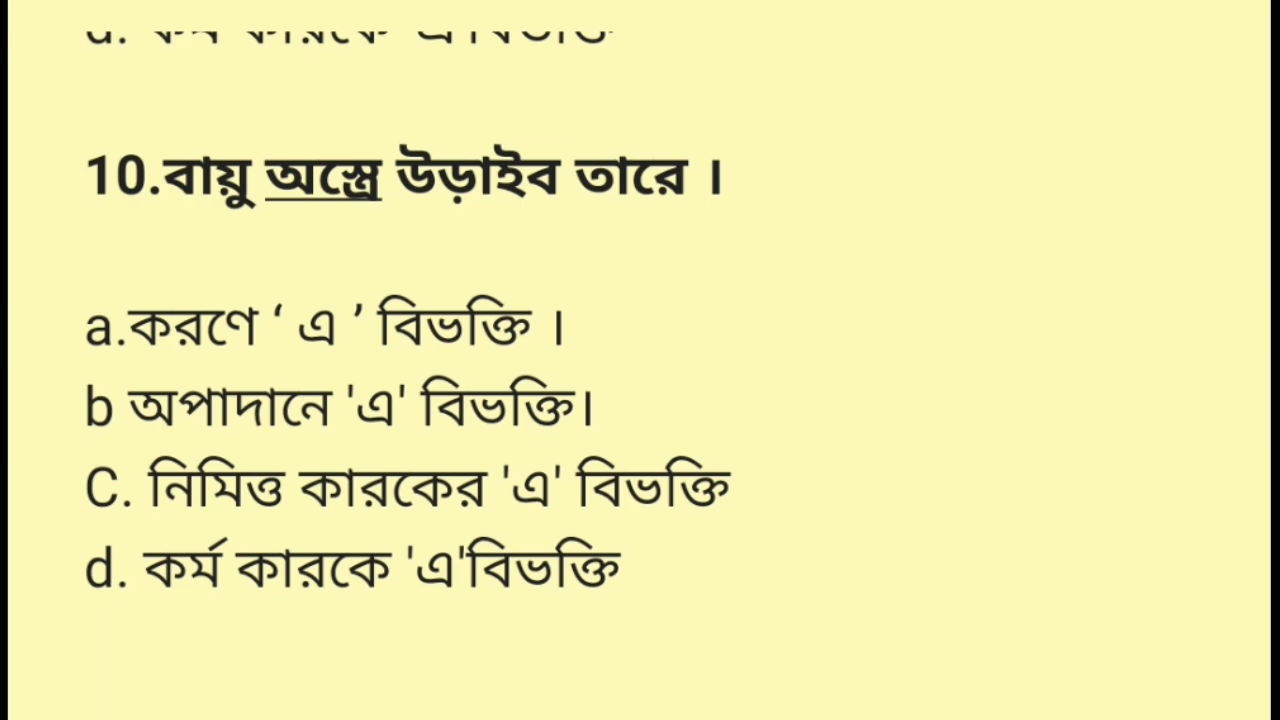 10.বায়ু অস্ত্রে উড়াইব তারে ।
a.করণে ‘ এ ’ বিভক্তি ।
b অপাদানে 'এ' বিভক্তি।
C. নিমিত্ত কারকের 'এ' বিভক্তি
d. কর্ম কারকে 'এ'বিভক্তি